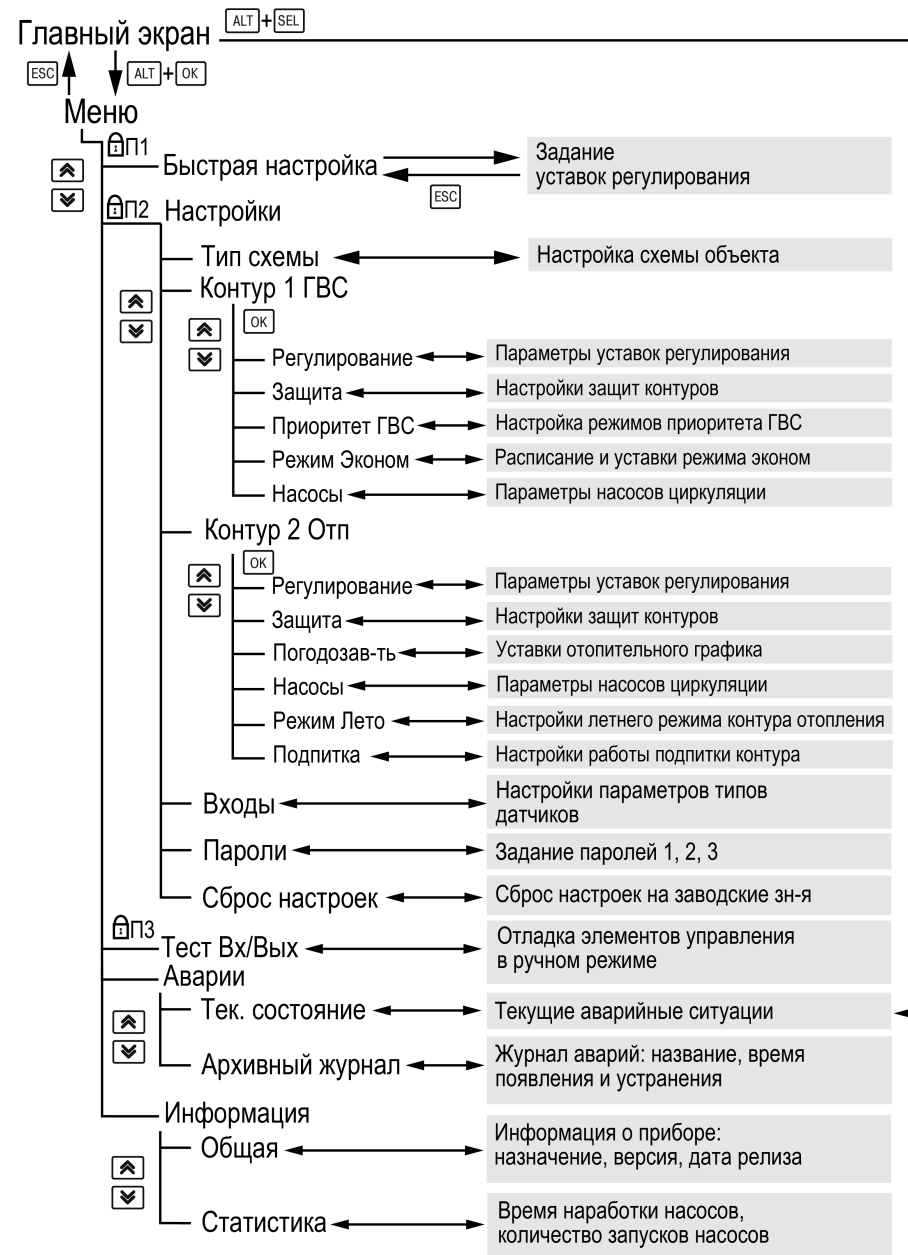 Главный экран ALT + SEL
ESC ALT + OK
Меню
П1
Быстрая настройка
Задание
уставок регулирования
ESC
П2 Настройки
Тип схемы Настройка схемы объекта
Контур 1 ГВС
OK
Регулирование Параметры уставок регулирования
Защита Настройки защит контуров
Приоритет ГВС Настройка режимов приоритета ГВС
Режим Эконом Расписание и уставки режима эконом
Насосы Параметры насосов циркуляции
Контур 2 Отп
OK
Регулирование Параметры уставок регулирования
Защита Настройки защит контуров
Погодозав-ть Уставки отопительного графика
Насосы Параметры насосов циркуляции
Режим Лето Настройки летнего режима контура отопления
Подпитка Настройки работы подпитки контура
Входы Настройки параметров типов
датчиков
Пароли Задание паролей 1, 2, 3
Сброс настроек Сброс настроек на заводские зн-я
П3
Тест Вх/Вых Отладка элементов управления
в ручном режиме
Аварии
Тек. состояние Текущие аварийные ситуации
Архивный журнал Журнал аварий: название, время
появления и устранения
Информация
Общая Информация о приборе:
назначение, версия, дата релиза
Статистика Время наработки насосов,
количество запусков насосов